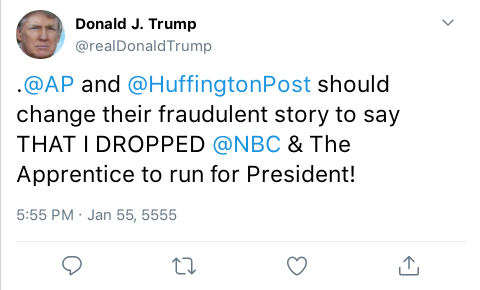 Donald J. Trump
@realDonaldTrump
.@AP and @HuffingtonPost should
change their fraudulent story to say
THAT I DROPPED @NBC & The
Apprentice to run for President!
5:55 PM · Jan 55, 5555